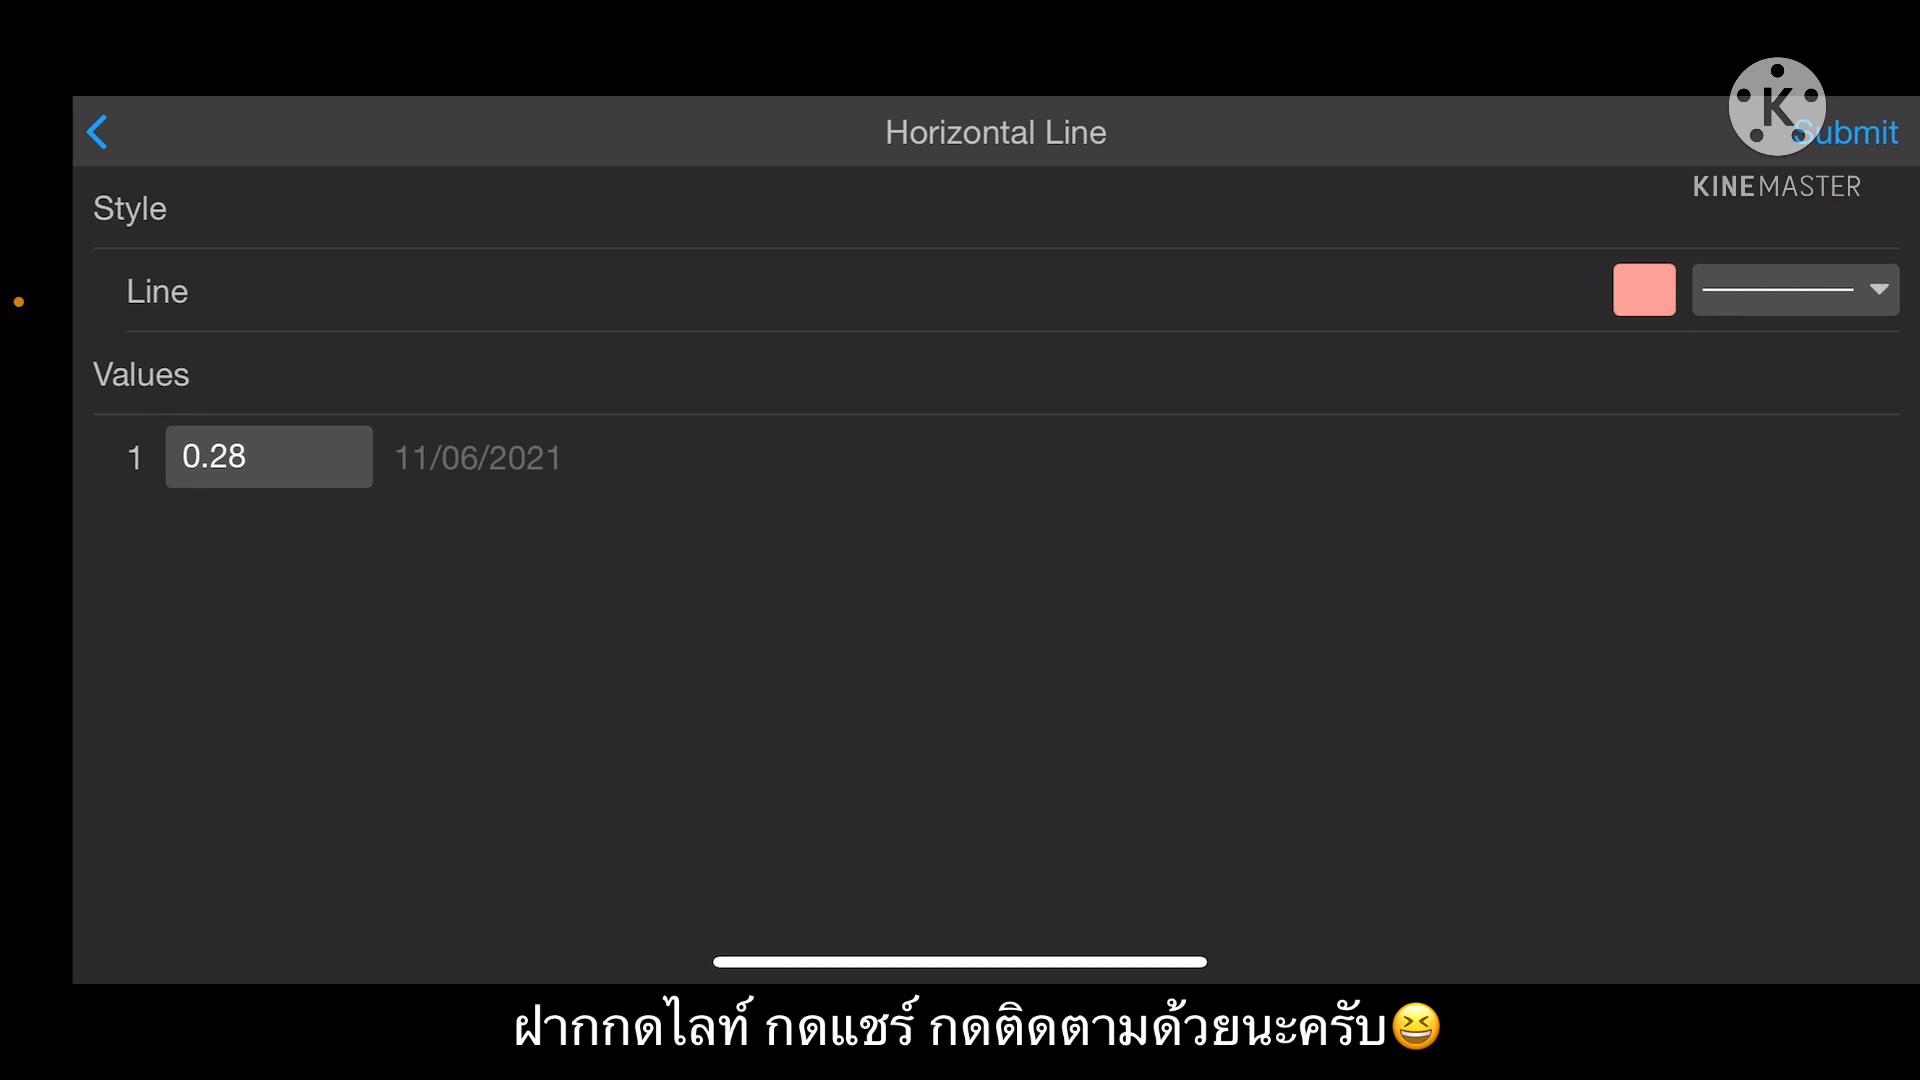 Horizontal Line
Submit
K
KINEMASTER
Style
Line
Values
1 0.28 11/06/2021
ฝากกดไลท์ กดแชร์ กดติดตามด้วยนะครับ😆